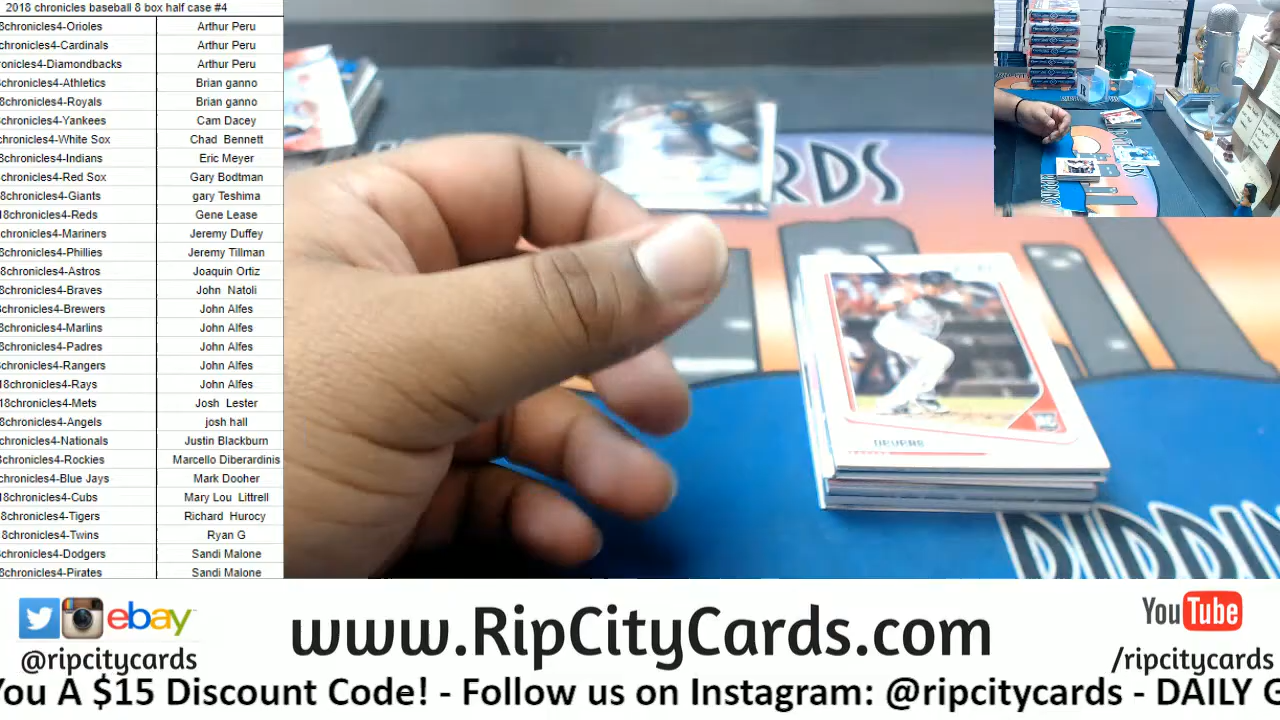 2018 chronicles baseball 8 box half case #4
8chronicles4-Orioles Arthur Peru
chronicles4-Cardinals Arthur Peru
chronicles4-Diamondbacks Arthur Peru
chronicles4-Athletics Brian ganno
8chronicles4-Royals Brian ganno
chronicles4-Yankees Cam Dacey
chronicles4-White Sox Chad Bennett
8chronicles4-Indians Eric Meyer
chronicles4-Red Sox Gary Bodtman
8chronicles4-Giants gary Teshima
18chronicles4-Reds Gene Lease
chronicles4-Mariners Jeremy Duffey
chronicles4-Phillies Jeremy Tillman
8chronicles4-Astros Joaquin Ortiz
8chronicles4-Braves John Natoli
chronicles4-Brewers John Alfes
8chronicles4-Marlins John Alfes
8chronicles4-Padres John Alfes
chronicles4-Rangers John Alfes
18chronicles4-Rays John Alfes
18chronicles4-Mets Josh Lester
8chronicles4-Angels josh hall
chronicles4-Nationals Justin Blackburn
8chronicles4-Rockies Marcello Diberardinis
chronicles4-Blue Jays Mark Dooher
18chronicles4-Cubs Mary Lou Littrell
8chronicles4-Tigers Richard Hurocy
8chronicles4-Twins Ryan G
chronicles4-Dodgers Sandi Malone
8chronicles4-Pirates Sandi Malone
RDS
DEVERS
RIPPIN
ebay
@ripcitycards
www.RipCityCards.com
YouTube
/ripcitycards
You A $15 Discount Code! - Follow us on Instagram: @ripcitycards - DAILY G